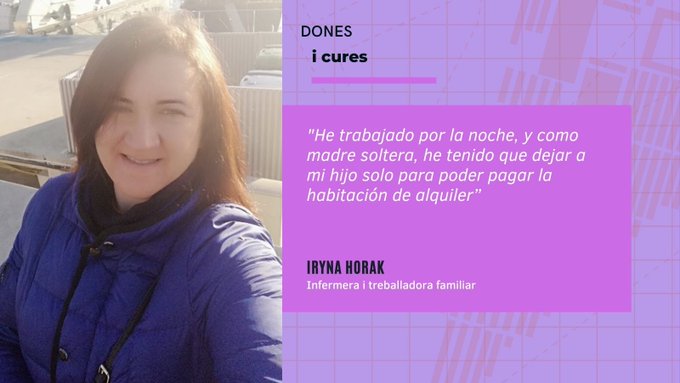 DONES
i cures
"He trabajado por la noche, y como
madre soltera, he tenido que dejar a
mi hijo solo para poder pagar la
habitación de alquiler”
IRYNA HORAK
Infermera i treballadora familiar